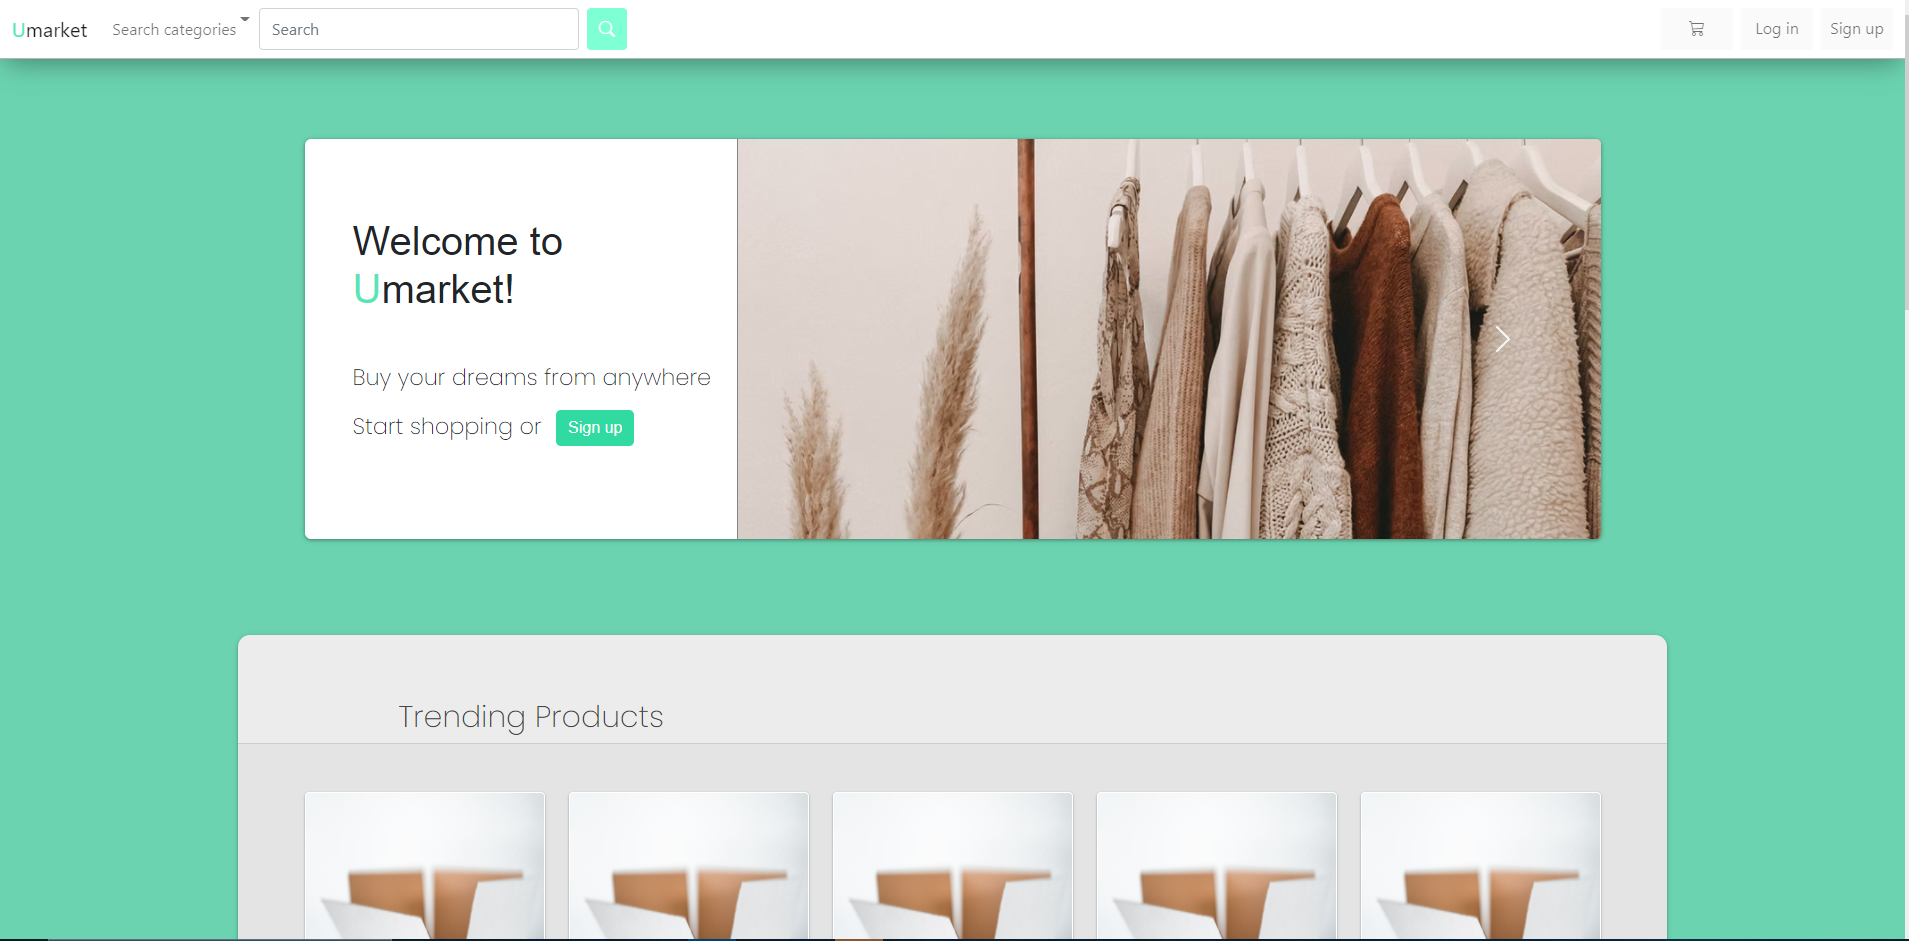 Umarket
Search categories
Search
Log in
Sign up
Welcome to
Umarket!
Buy your dreams from anywhere
Start shopping or
Sign up
Trending Products